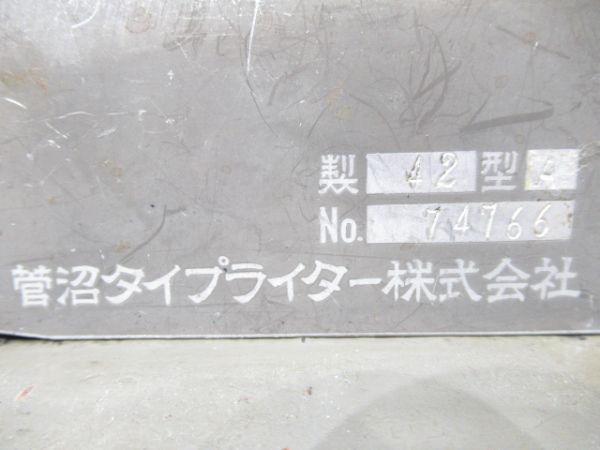 製 42 型 A
No. 74766
菅沼タイプライター株式会社